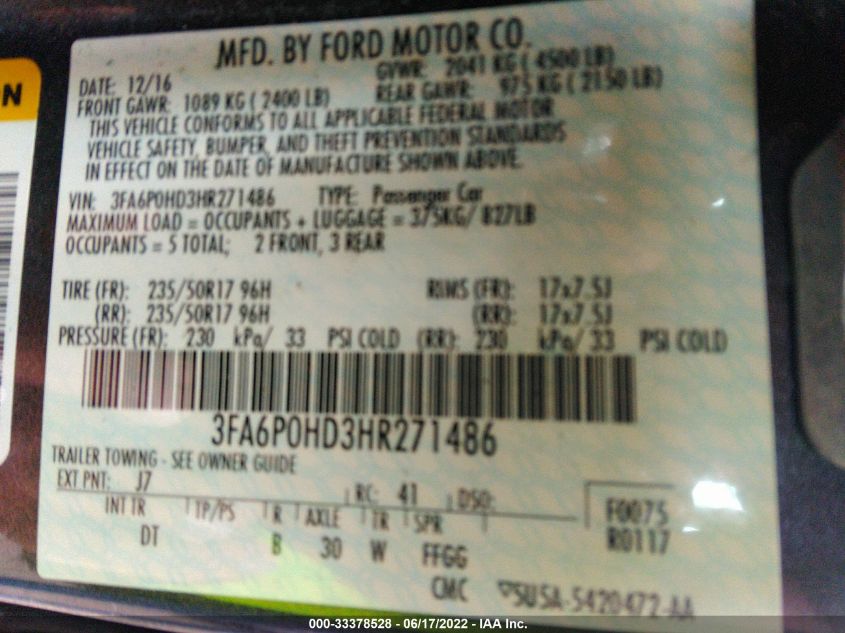 N
MFD. BY FORD MOTOR CO.
DATE: 12/16 GVWR: 2041 KG ( 4500 LB)
FRONT GAWR: 1089 KG ( 2400 LB) REAR GAWR: 975 KG ( 2150 LB)
THIS VEHICLE CONFORMS TO ALL APPLICABLE FEDERAL MOTOR
VEHICLE SAFETY, BUMPER, AND THEFT PREVENTION STANDARDS
IN EFFECT ON THE DATE OF MANUFACTURE SHOWN ABOVE.
VIN: 3FA6P0HD3HR271486 TYPE: Passenger Car
MAXIMUM LOAD = OCCUPANTS + LUGGAGE = 375KG/ 827LB
OCCUPANTS = 5 TOTAL; 2 FRONT, 3 REAR
TIRE (FR): 235/50R17 96H RIMS (FR): 17x7.5J
(RR): 235/50R17 96H (RR): 17x7.5J
PRESSURE (FR): 230 kPa/ 33 PSI COLD (RR): 230 kPa/ 33 PSI COLD
3FA6P0HD3HR271486
TRAILER TOWING - SEE OWNER GUIDE
EXT PNT: J7 RC: 41 DSO:
INT TR TP/PS R AXLE TR SPR F0075
DT B 30 W FFGG R0117
CMC 5U5A-5420472-AA
000-33378528 - 06/17/2022 - IAA Inc.